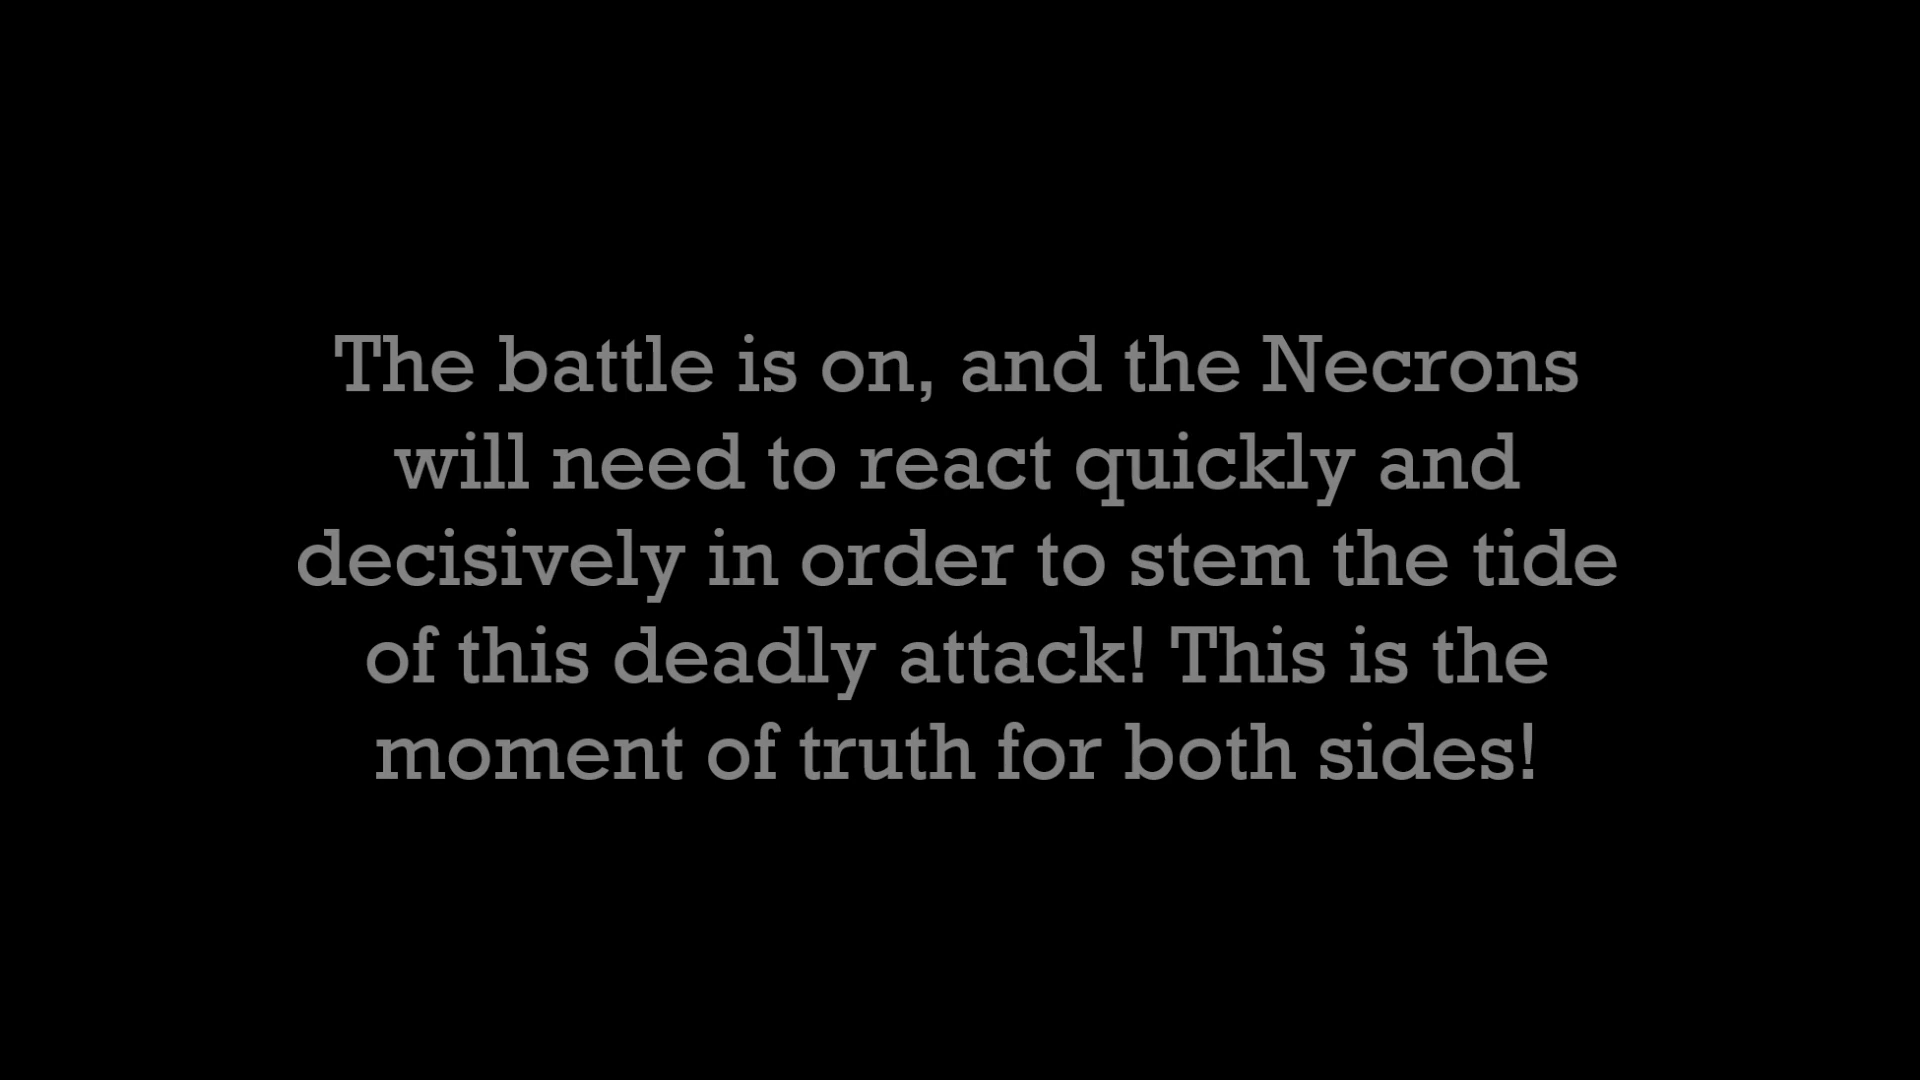 The battle is on, and the Necrons
will need to react quickly and
decisively in order to stem the tide
of this deadly attack! This is the
moment of truth for both sides!